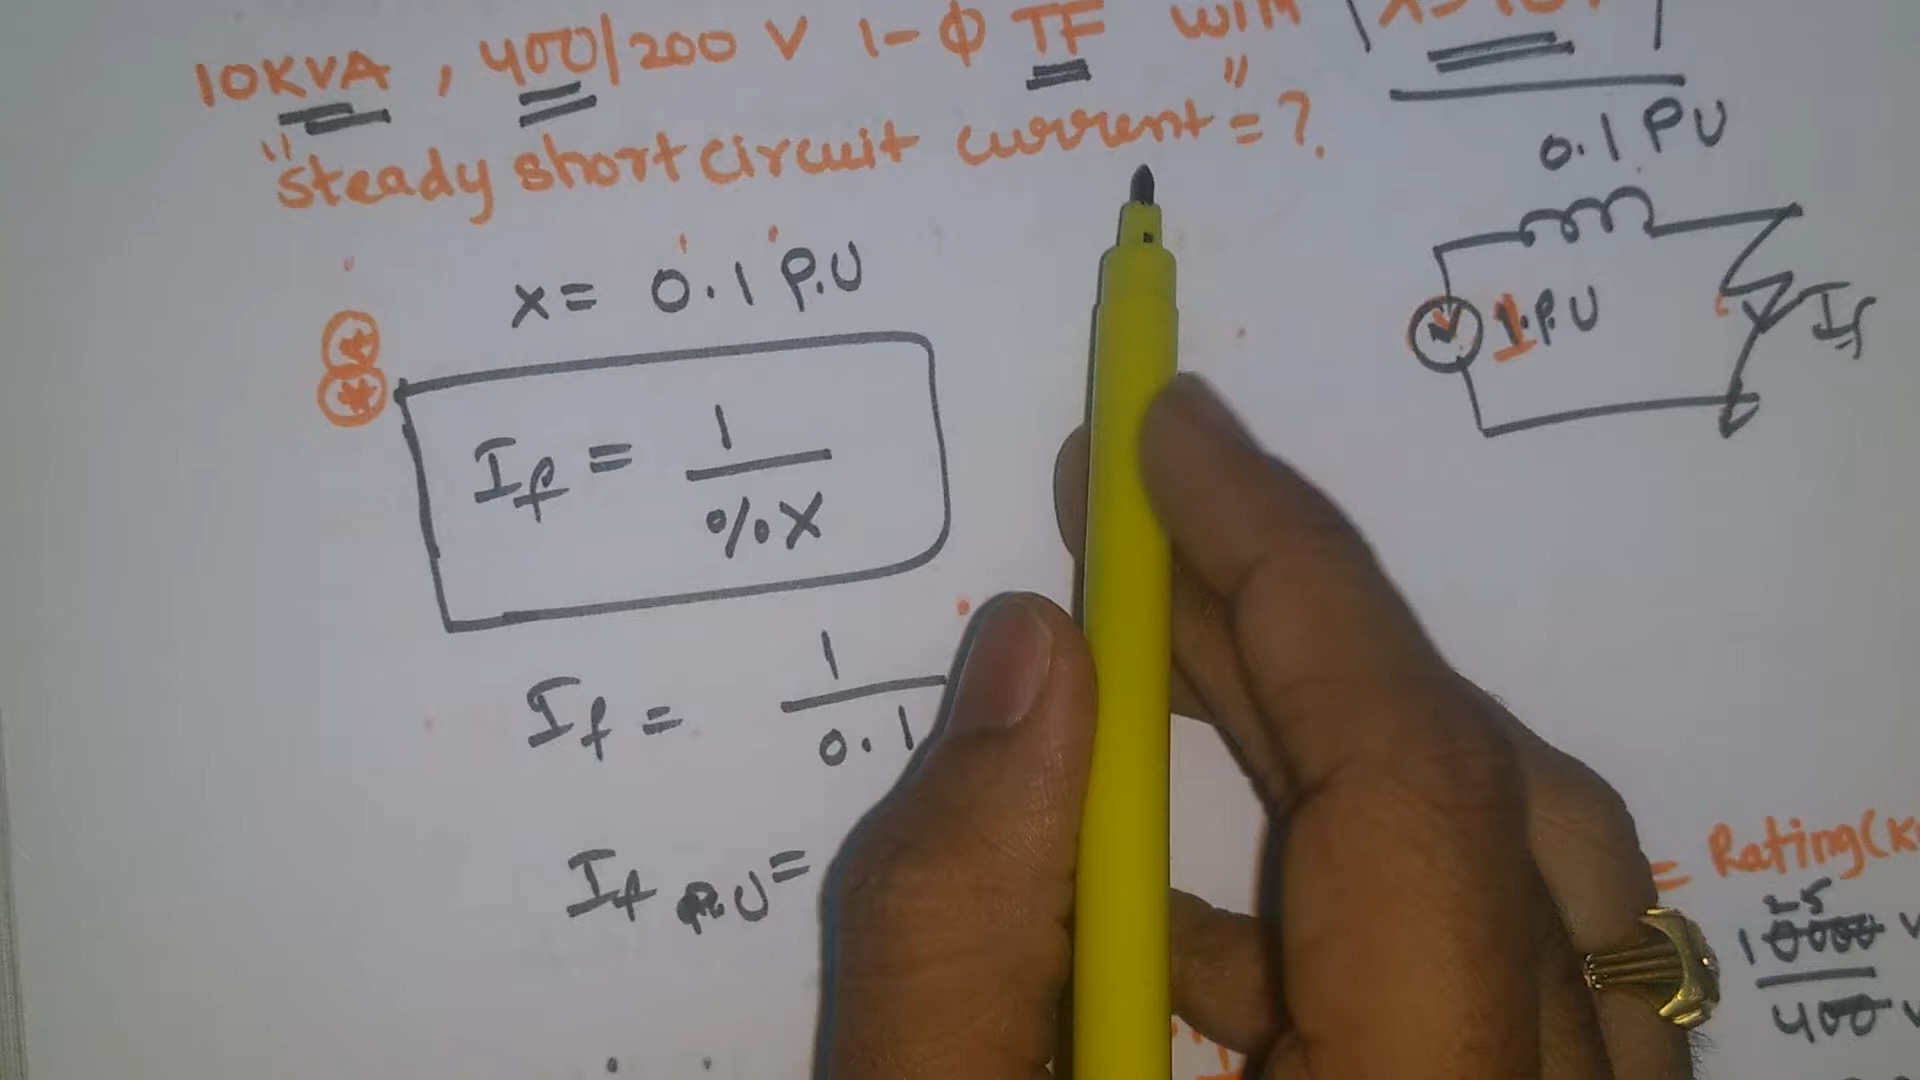 10KVA, 400/200 V 1-Φ TF with
"Steady short circuit current" = ?
0.1 PU
x = 0.1 P.U
1 P.U
If
If = 1
%X
If = 1
0.1
If P.U =
= Rating(K
25
10000 V
400 V